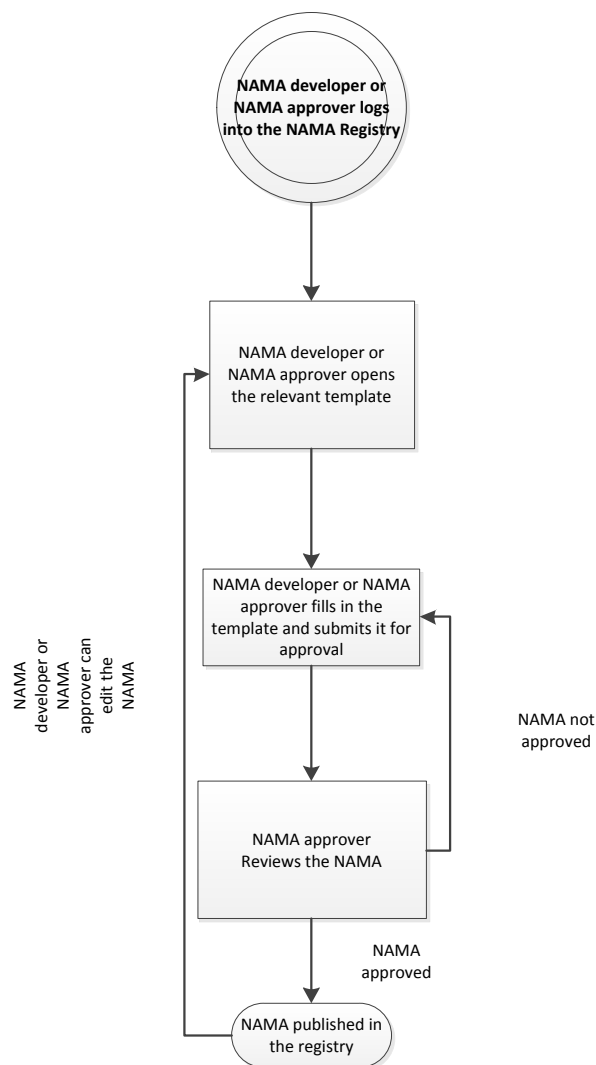 NAMA developer or
NAMA approver logs
into the NAMA Registry
NAMA developer or
NAMA approver opens
the relevant template
NAMA developer or NAMA
approver fills in the
template and submits it for
approval
NAMA
developer or
NAMA
approver can
edit the
NAMA
NAMA not
approved
NAMA approver
Reviews the NAMA
NAMA
approved
NAMA published in
the registry